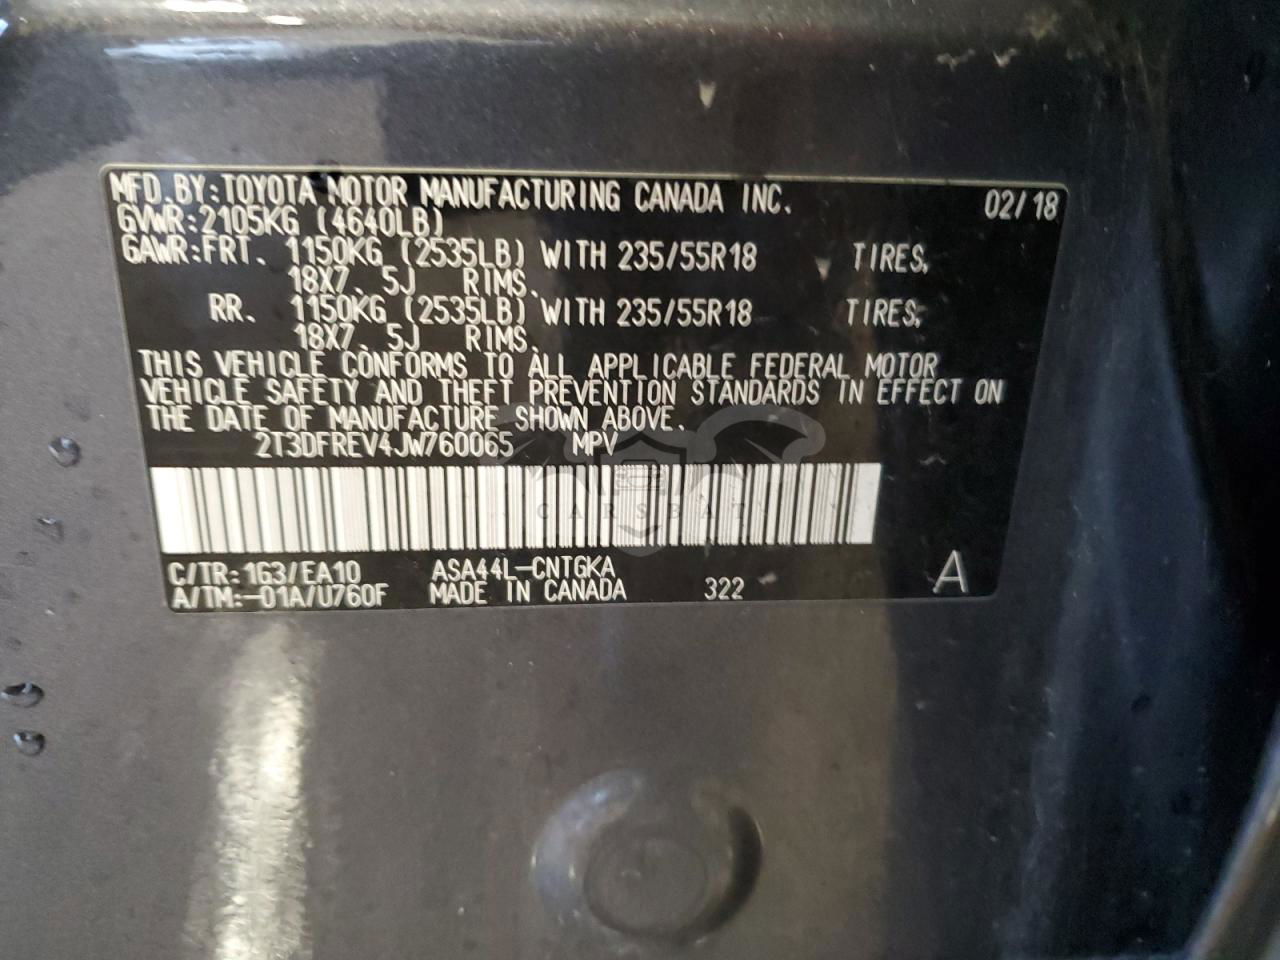 MFD.BY:TOYOTA MOTOR MANUFACTURING CANADA INC. 02/18
GVWR:2105KG (4640LB)
GAWR:FRT. 1150KG (2535LB) WITH 235/55R18 TIRES,
18X7.5J RIMS.
RR. 1150KG (2535LB) WITH 235/55R18 TIRES,
18X7.5J RIMS.
THIS VEHICLE CONFORMS TO ALL APPLICABLE FEDERAL MOTOR
VEHICLE SAFETY AND THEFT PREVENTION STANDARDS IN EFFECT ON
THE DATE OF MANUFACTURE SHOWN ABOVE.
2T3DFREV4JW760065 MPV
CARSBAT
C/TR:163/EA10 ASA44L-CNTGKA
A/TM:-01A/U760F MADE IN CANADA 322 A